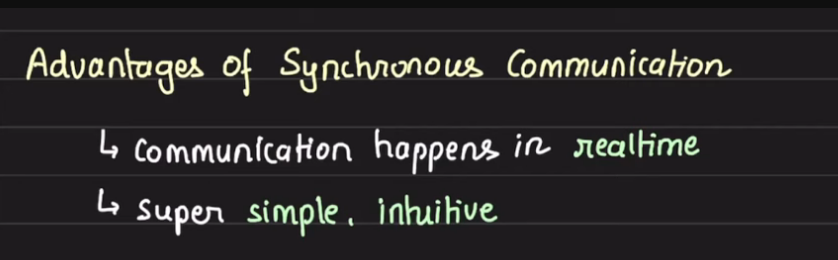 Advantages of Synchronous Communication
↳ communication happens in realtime
↳ super simple, intuitive